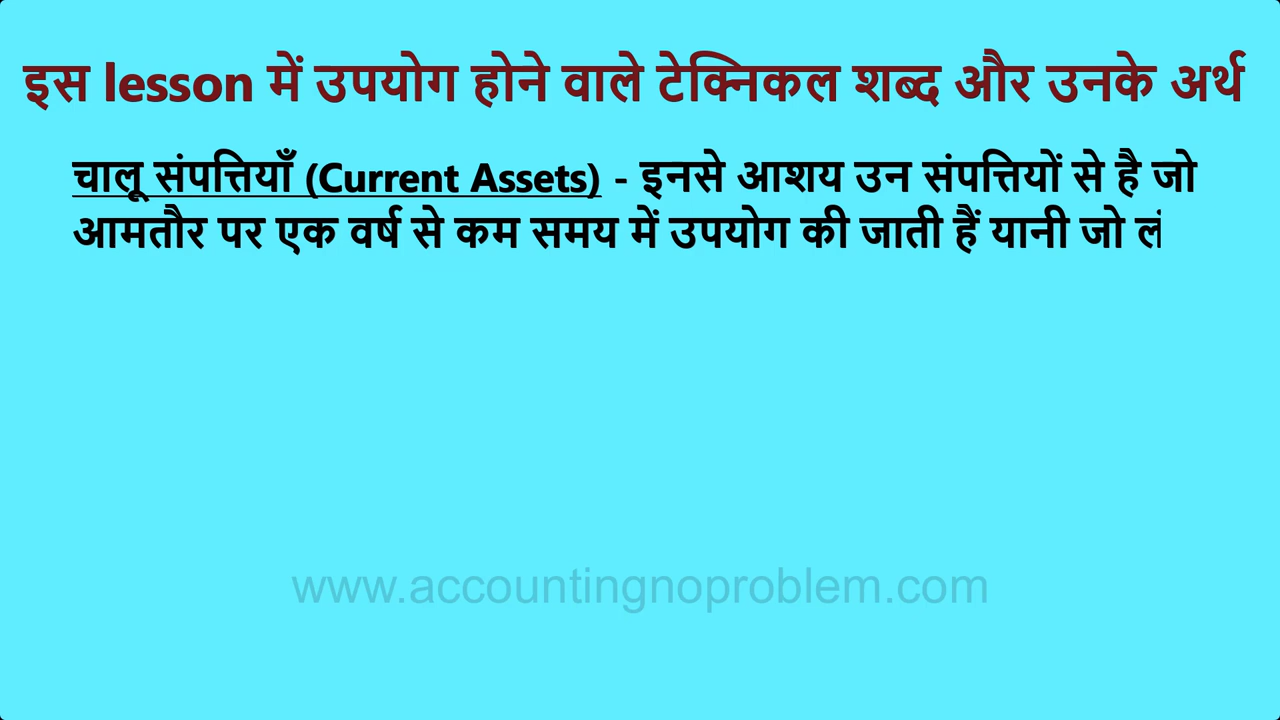 इस lesson में उपयोग होने वाले टेक्निकल शब्द और उनके अर्थ
चालू संपत्तियाँ (Current Assets) - इनसे आशय उन संपत्तियों से है जो
आमतौर पर एक वर्ष से कम समय में उपयोग की जाती हैं यानी जो
www.accountingnoproblem.com